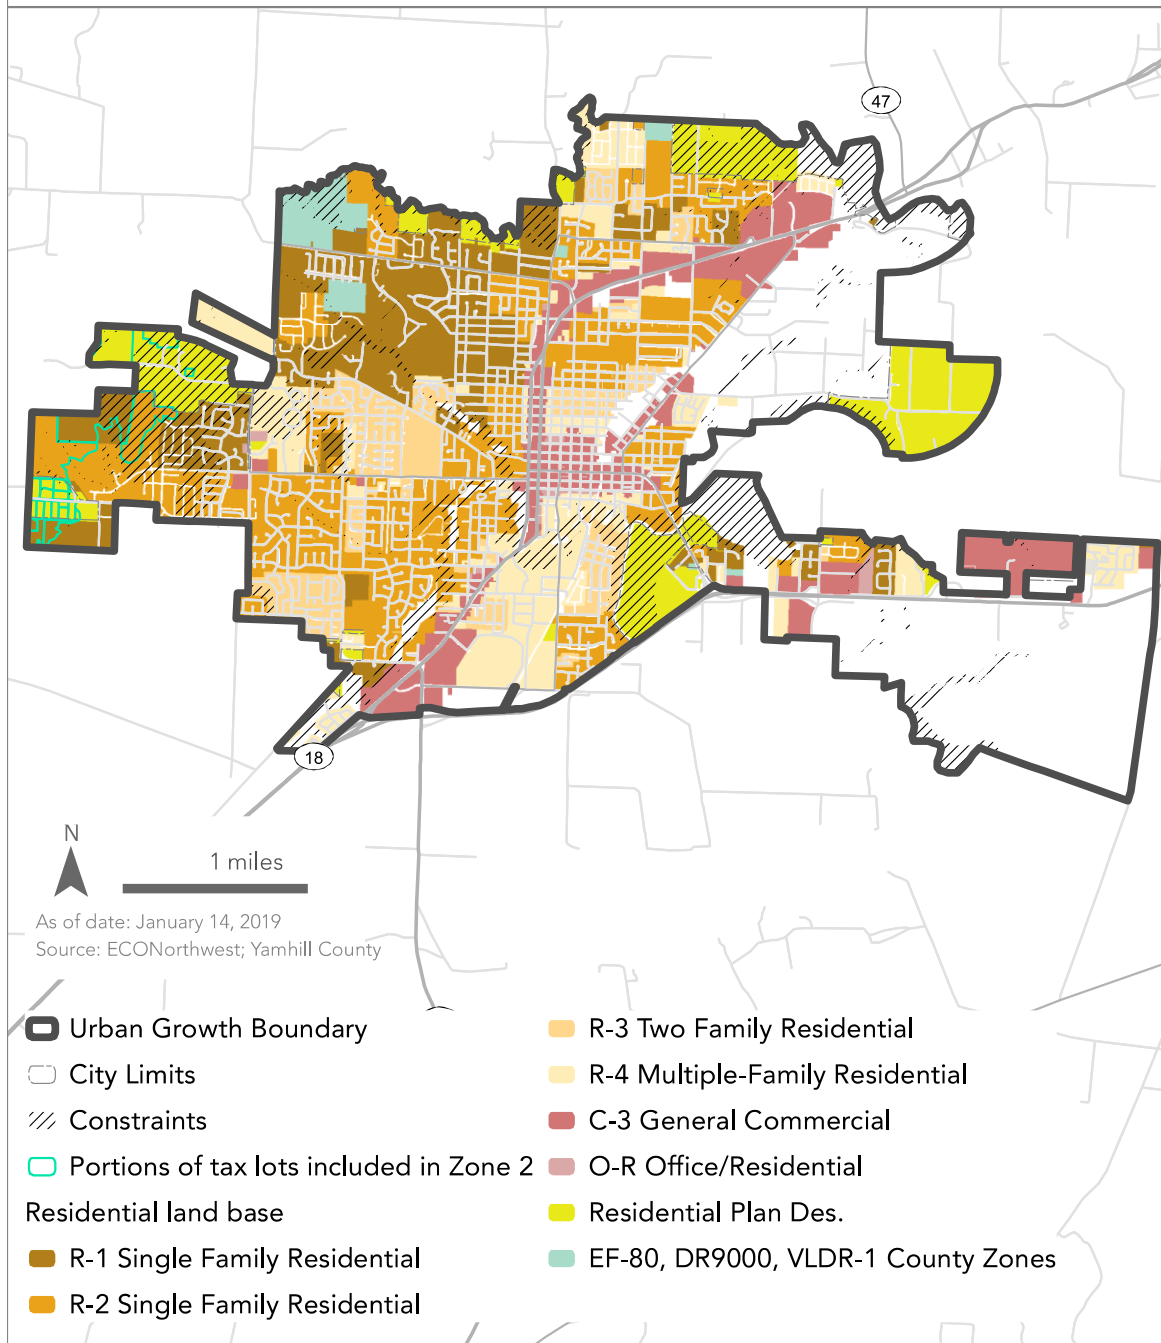 47
18
N
1 miles
As of date: January 14, 2019
Source: ECONorthwest; Yamhill County
Urban Growth Boundary
City Limits
Constraints
Portions of tax lots included in Zone 2
Residential land base
R-1 Single Family Residential
R-2 Single Family Residential
R-3 Two Family Residential
R-4 Multiple-Family Residential
C-3 General Commercial
O-R Office/Residential
Residential Plan Des.
EF-80, DR9000, VLDR-1 County Zones